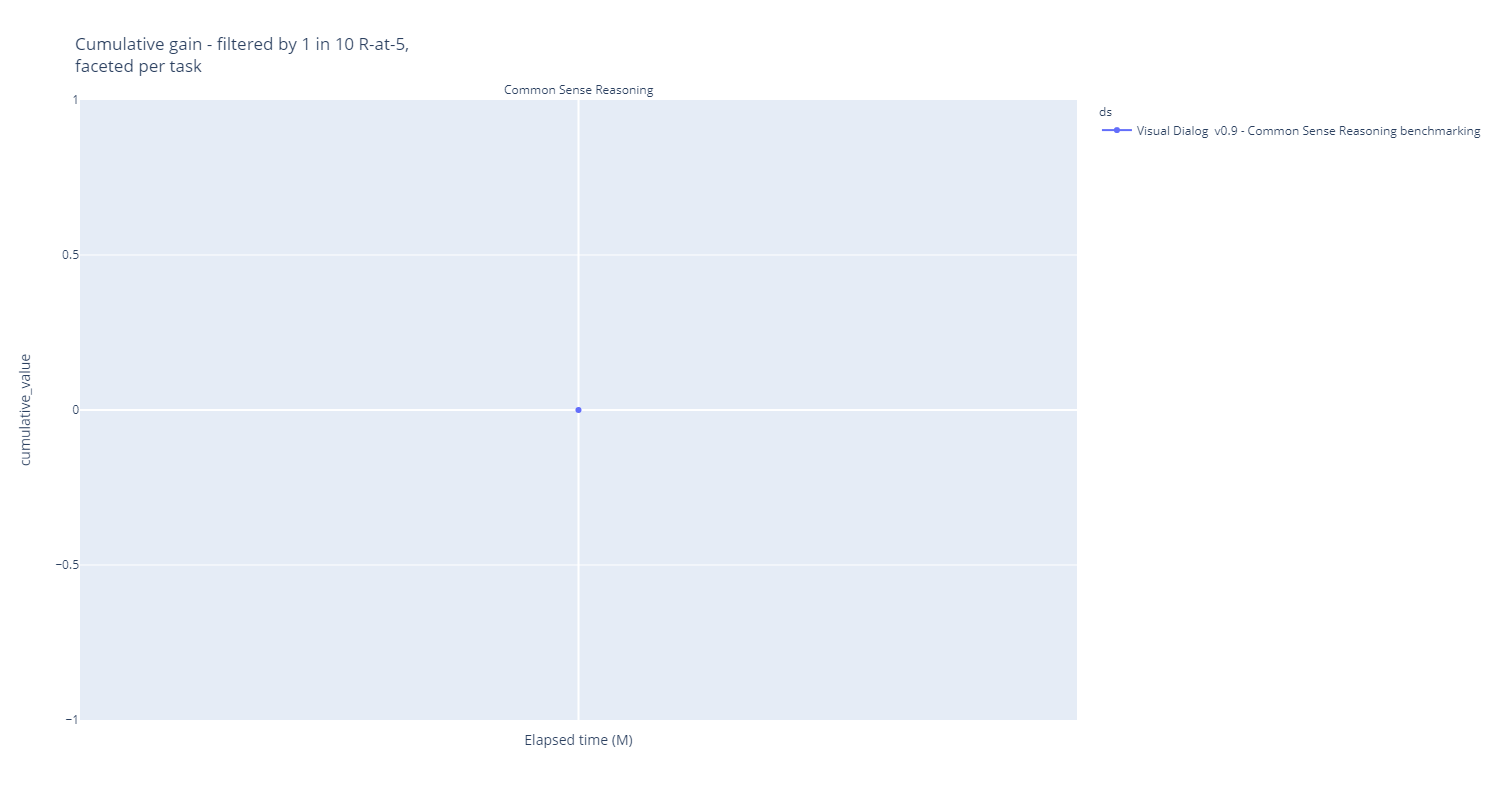 Cumulative gain - filtered by 1 in 10 R-at-5,
faceted per task
Common Sense Reasoning
1
0.5
0
−0.5
−1
cumulative_value
Elapsed time (M)
ds
Visual Dialog  v0.9 - Common Sense Reasoning benchmarking